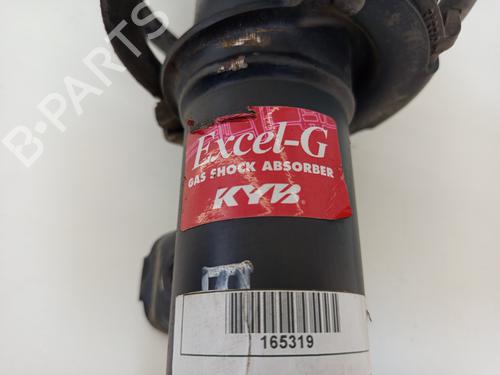 B-PARTS
Excel-G
GAS SHOCK ABSORBER
KYB
165319